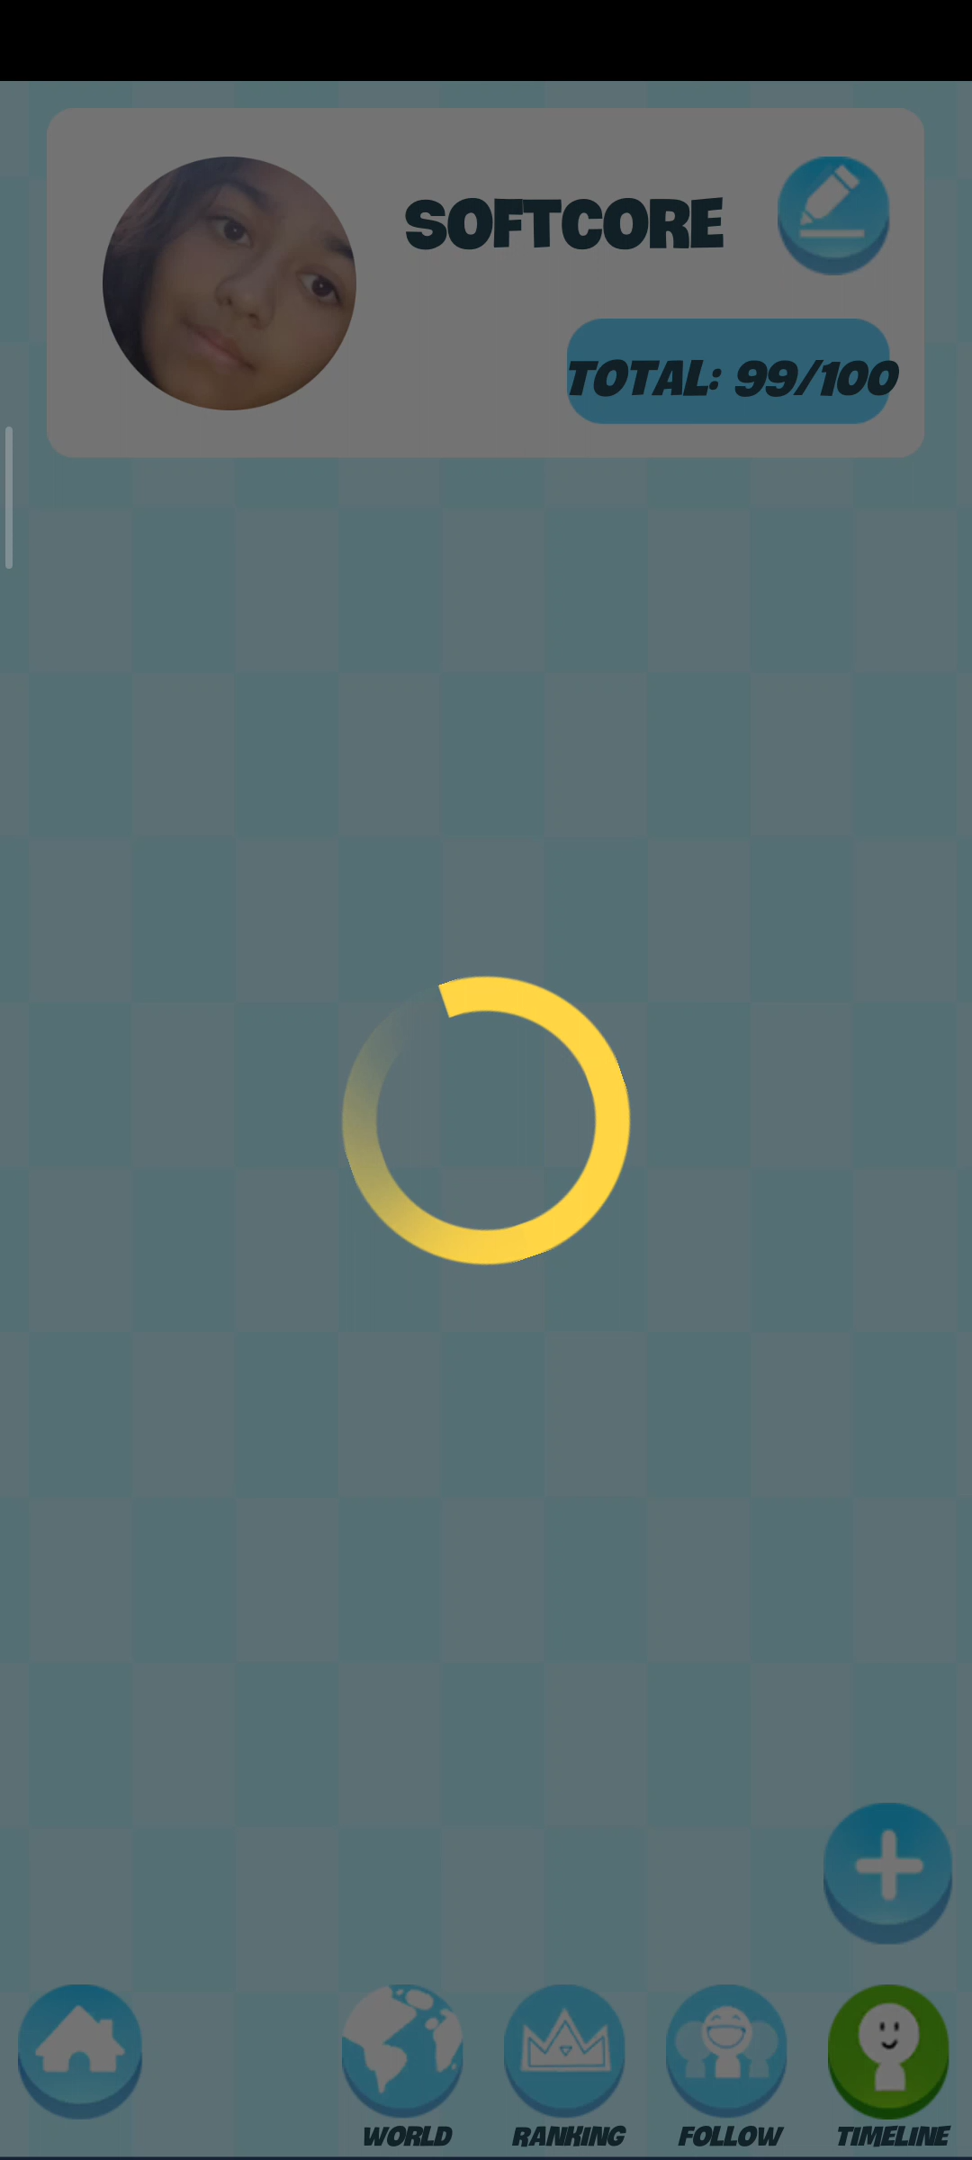 SOFTCORE
TOTAL: 99/100
WORLD
RANKING
FOLLOW
TIMELINE